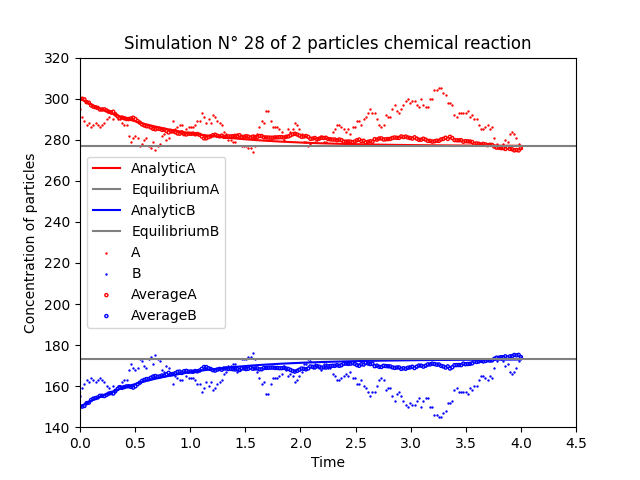 Simulation N° 28 of 2 particles chemical reaction
320
300
280
260
240
220
200
180
160
140
Concentration of particles
AnalyticA
EquilibriumA
AnalyticB
EquilibriumB
A
B
AverageA
AverageB
0.0 0.5 1.0 1.5 2.0 2.5 3.0 3.5 4.0 4.5
Time